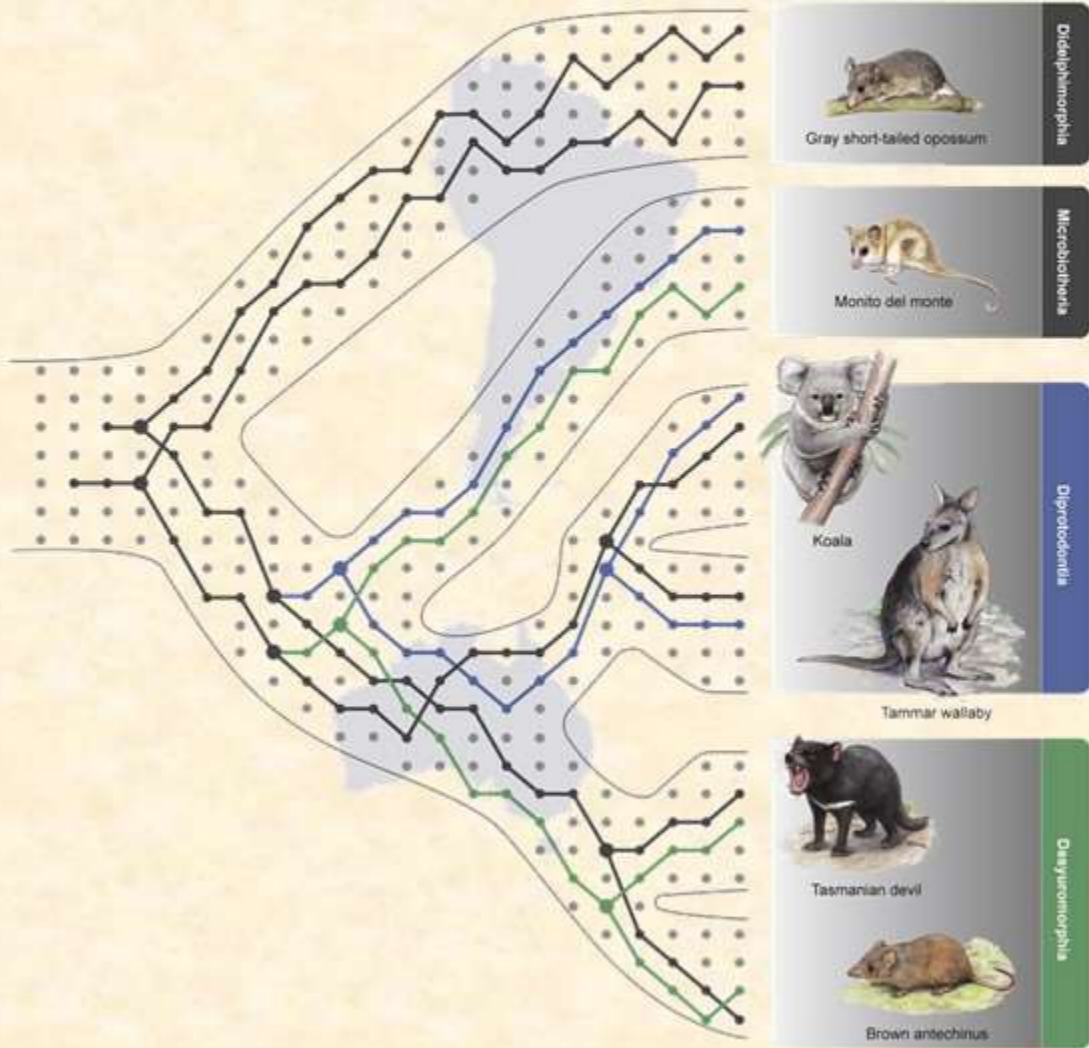 Didelphimorphia
Gray short-tailed opossum
Microbiotheria
Monito del monte
Diprotodontia
Koala
Tammar wallaby
Dasyuromorphia
Tasmanian devil
Brown antechinus